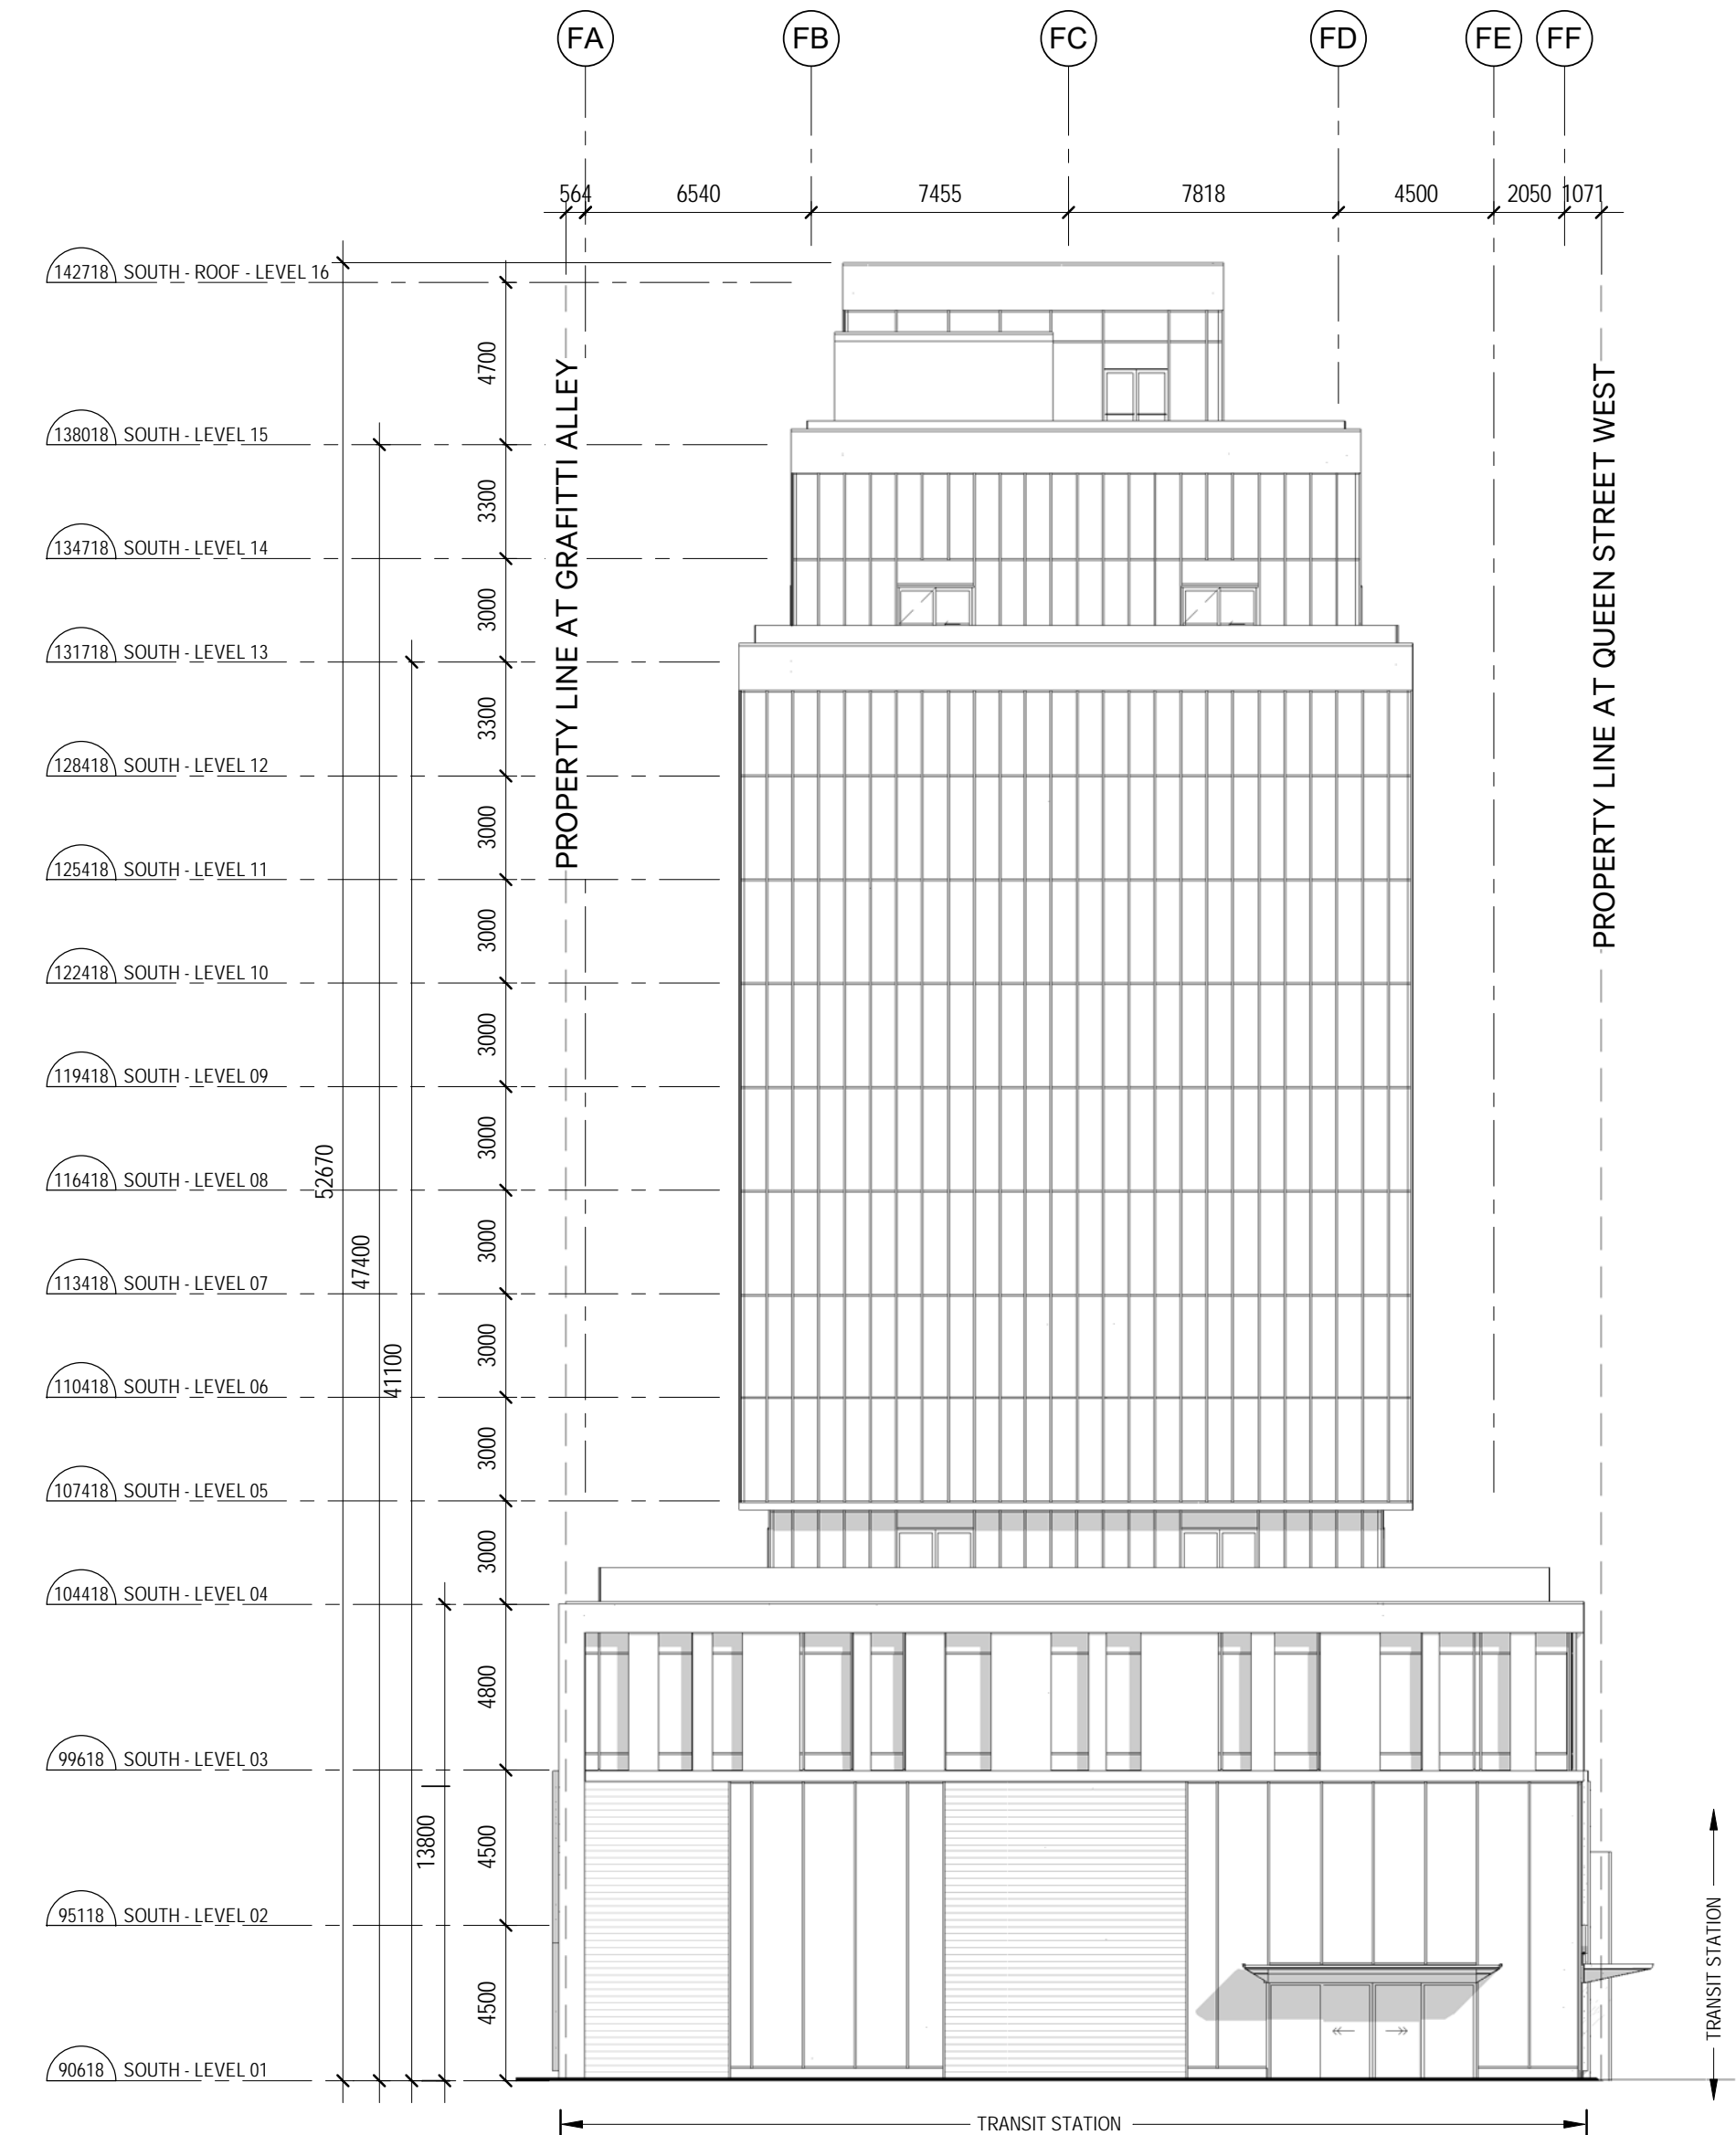 FA FB FC FD FE FF
564 6540 7455 7818 4500 2050 1071
142718 SOUTH - ROOF - LEVEL 16
4700
138018 SOUTH - LEVEL 15
3300
134718 SOUTH - LEVEL 14
3000
131718 SOUTH - LEVEL 13
3300
128418 SOUTH - LEVEL 12
3000
125418 SOUTH - LEVEL 11
3000
122418 SOUTH - LEVEL 10
3000
119418 SOUTH - LEVEL 09
3000
116418 SOUTH - LEVEL 08
3000
113418 SOUTH - LEVEL 07
3000
110418 SOUTH - LEVEL 06
3000
107418 SOUTH - LEVEL 05
3000
104418 SOUTH - LEVEL 04
4800
99618 SOUTH - LEVEL 03
4500
95118 SOUTH - LEVEL 02
4500
90618 SOUTH - LEVEL 01
52670
47400
41100
13800
PROPERTY LINE AT GRAFITTI ALLEY
PROPERTY LINE AT QUEEN STREET WEST
TRANSIT STATION
TRANSIT STATION